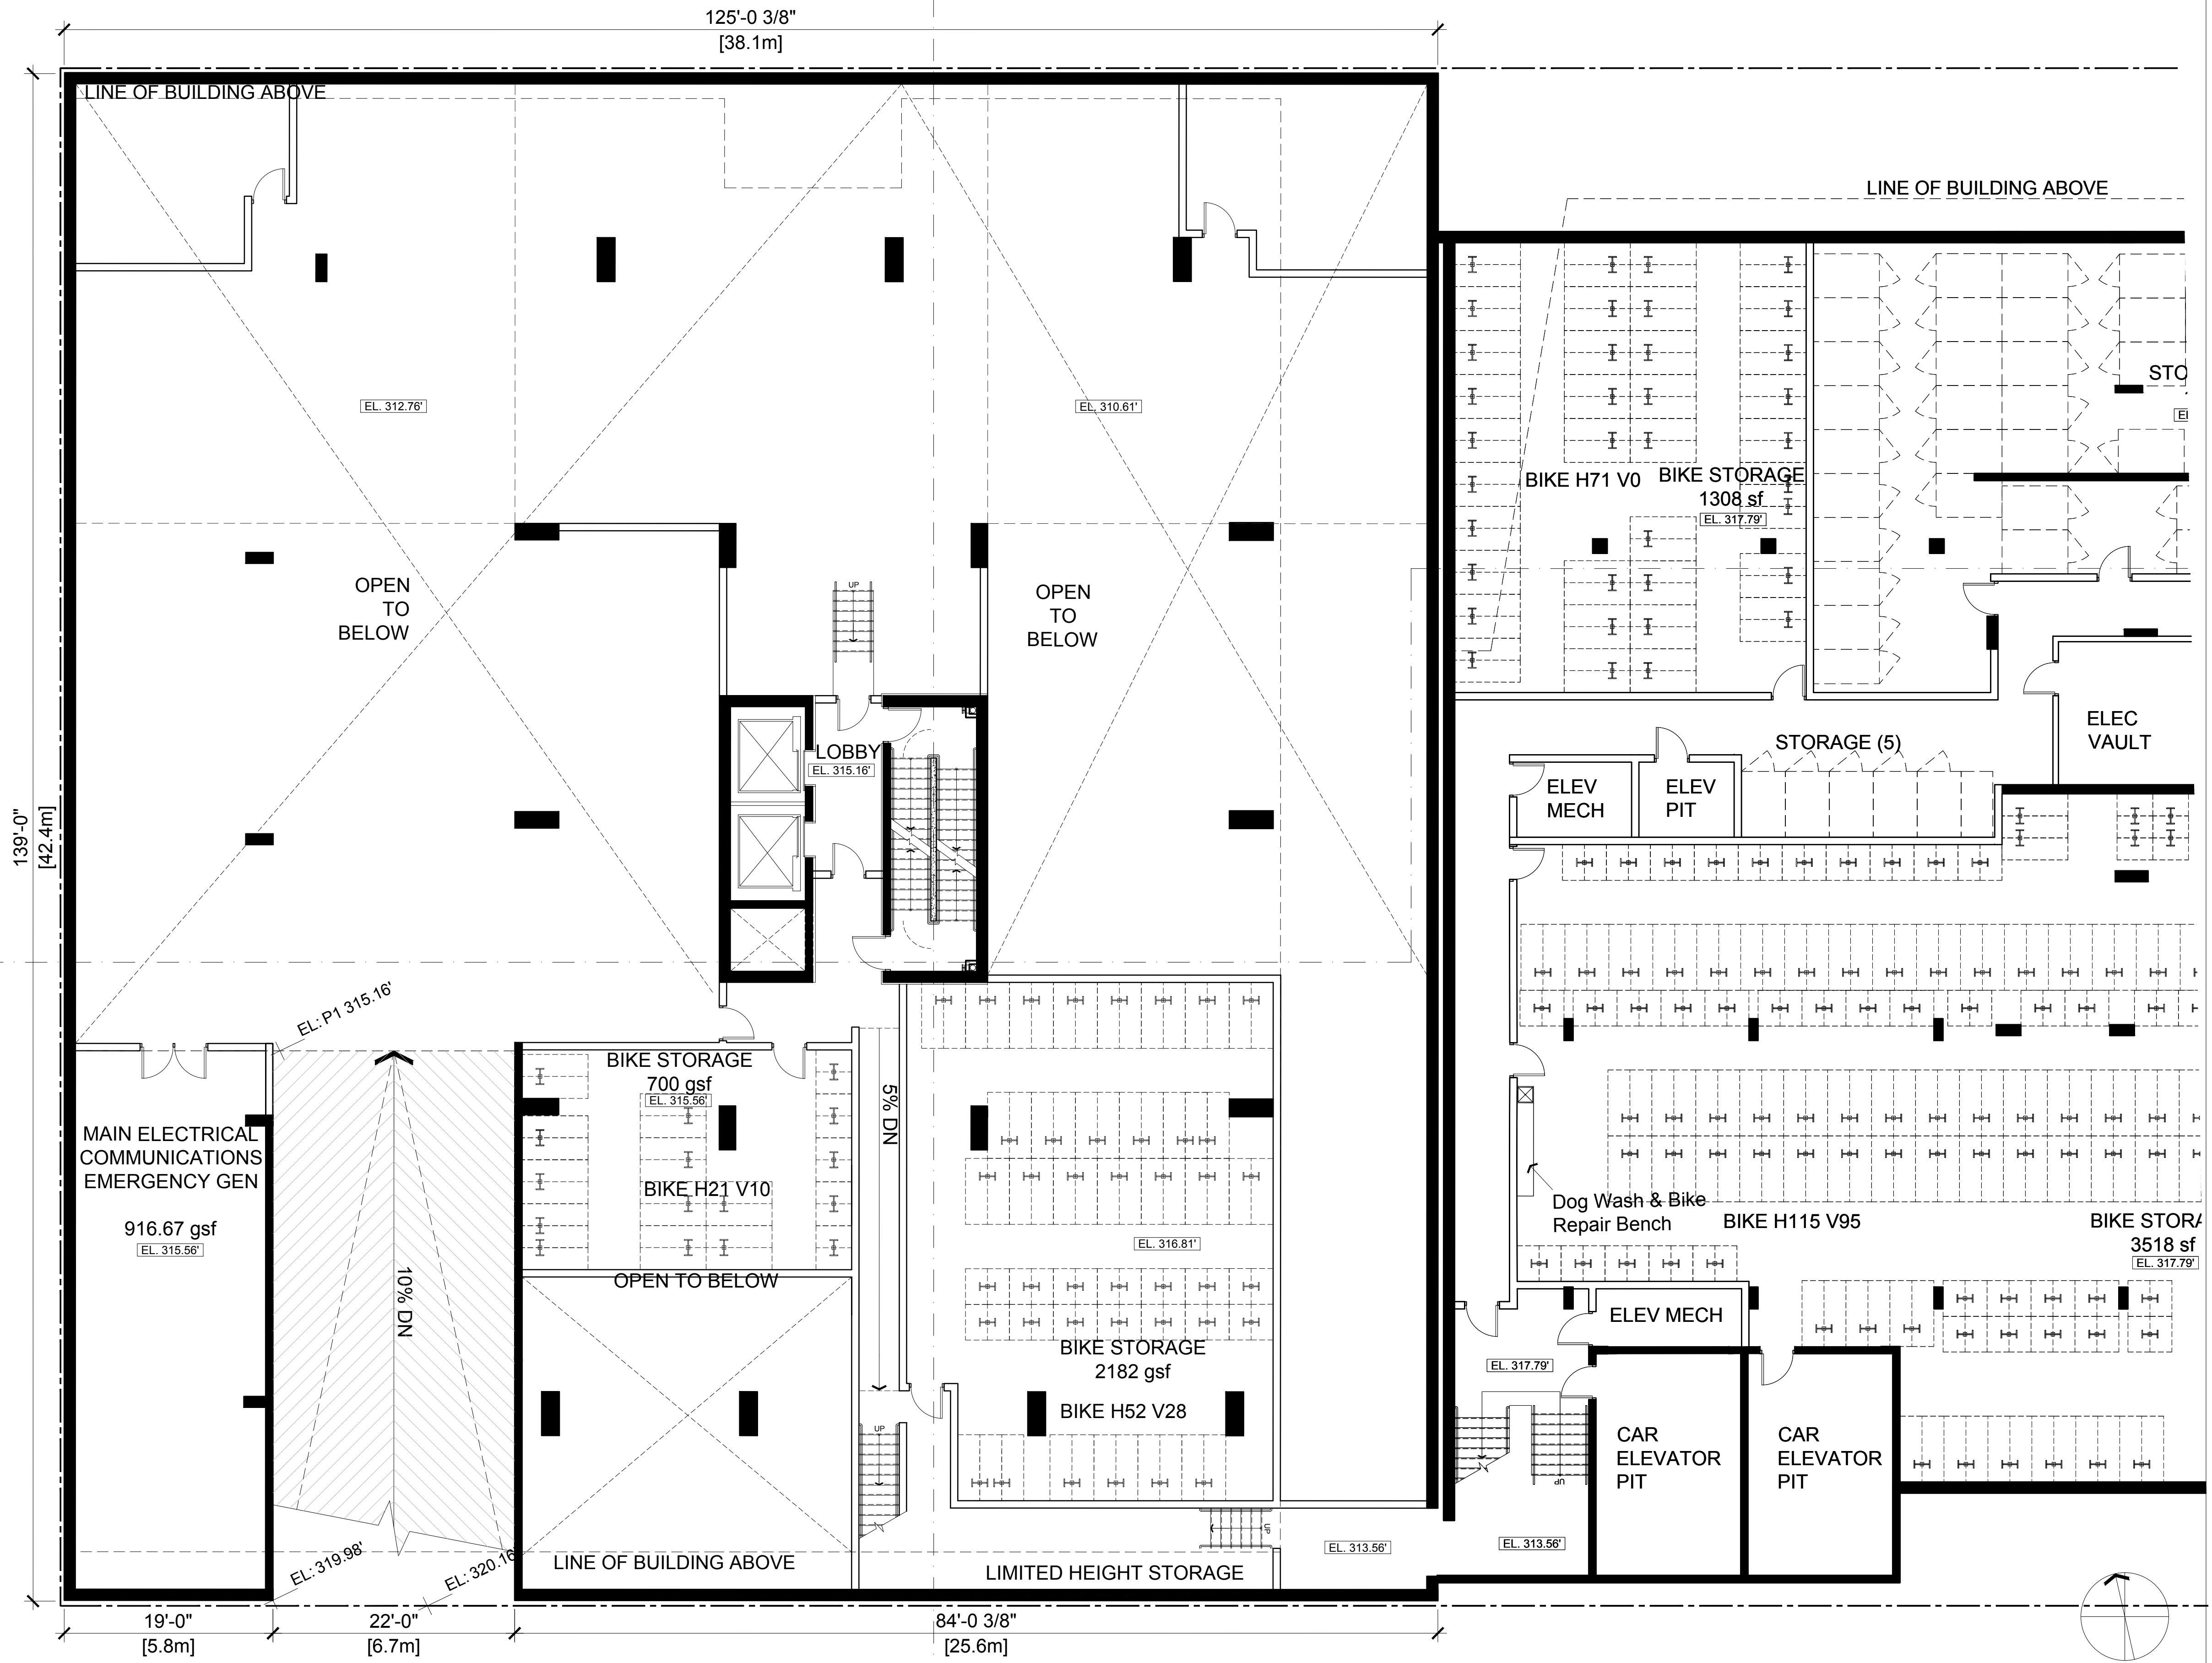 125'-0 3/8"
[38.1m]
LINE OF BUILDING ABOVE
LINE OF BUILDING ABOVE
EL. 312.76'
EL. 310.61'
STO
BIKE H71 V0
BIKE STORAGE
1308 sf
EL. 317.79'
OPEN
TO
BELOW
UP
OPEN
TO
BELOW
139'-0"
[42.4m]
LOBBY
EL. 315.16'
STORAGE (5)
ELEC
VAULT
ELEV
MECH
ELEV
PIT
EL: P1 315.16'
BIKE STORAGE
700 gsf
EL. 315.56'
5% DN
MAIN ELECTRICAL
COMMUNICATIONS
EMERGENCY GEN
916.67 gsf
EL. 315.56'
10% DN
BIKE H21 V10
OPEN TO BELOW
EL. 316.81'
Dog Wash & Bike
Repair Bench
BIKE H115 V95
BIKE STORA
3518 sf
EL. 317.79'
ELEV MECH
BIKE STORAGE
2182 gsf
BIKE H52 V28
EL. 317.79'
UP
UP
CAR
ELEVATOR
PIT
CAR
ELEVATOR
PIT
UP
EL. 313.56'
EL. 313.56'
EL: 319.98'
EL: 320.16
LINE OF BUILDING ABOVE
LIMITED HEIGHT STORAGE
19'-0"
[5.8m]
22'-0"
[6.7m]
84'-0 3/8"
[25.6m]